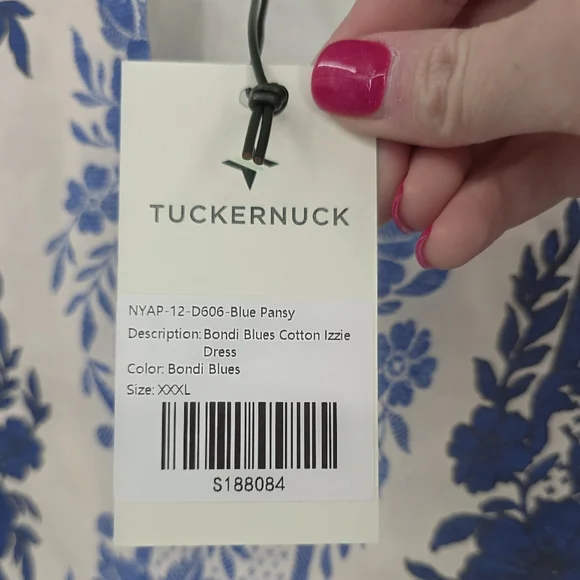 TUCKERNUCK
NYAP-12-D606-Blue Pansy
Description: Bondi Blues Cotton Izzie
Dress
Color: Bondi Blues
Size: XXXL
S188084